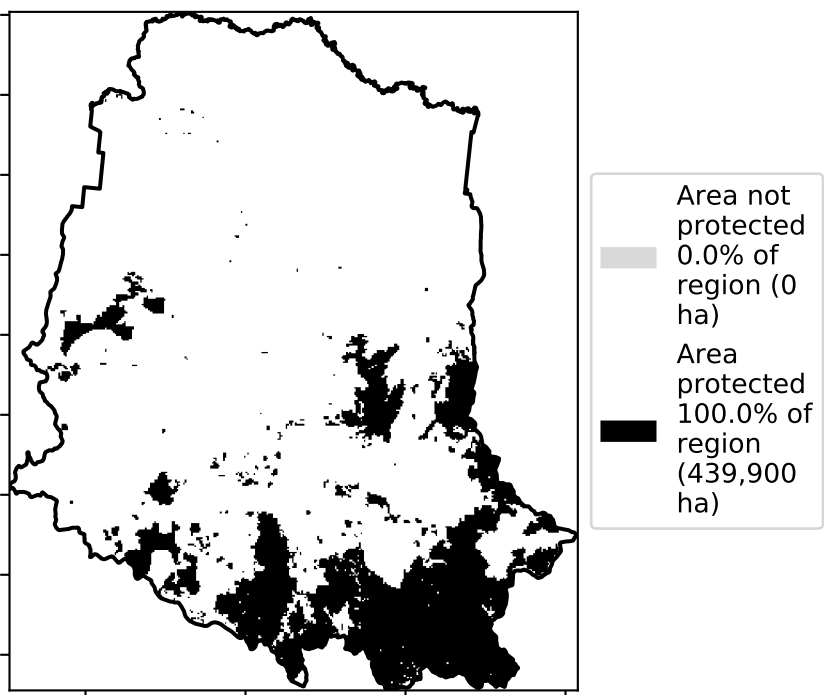 Area not
protected
0.0% of
region (0
ha)
Area
protected
100.0% of
region
(439,900
ha)